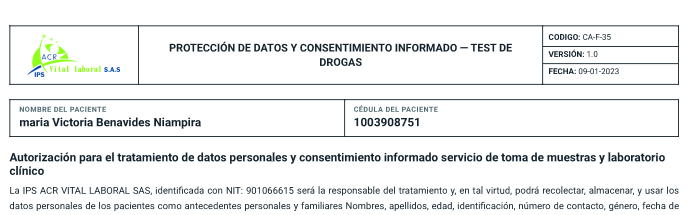 ACR
IPS
Vital laboral S.A.S
PROTECCIÓN DE DATOS Y CONSENTIMIENTO INFORMADO — TEST DE
DROGAS
CODIGO: CA-F-35
VERSIÓN: 1.0
FECHA: 09-01-2023
NOMBRE DEL PACIENTE
maria Victoria Benavides Niampira
CÉDULA DEL PACIENTE
1003908751
Autorización para el tratamiento de datos personales y consentimiento informado servicio de toma de muestras y laboratorio
clínico
La IPS ACR VITAL LABORAL SAS, identificada con NIT: 901066615 será la responsable del tratamiento y, en tal virtud, podrá recolectar, almacenar, y usar los
datos personales de los pacientes como antecedentes personales y familiares Nombres, apellidos, edad, identificación, número de contacto, género, fecha de